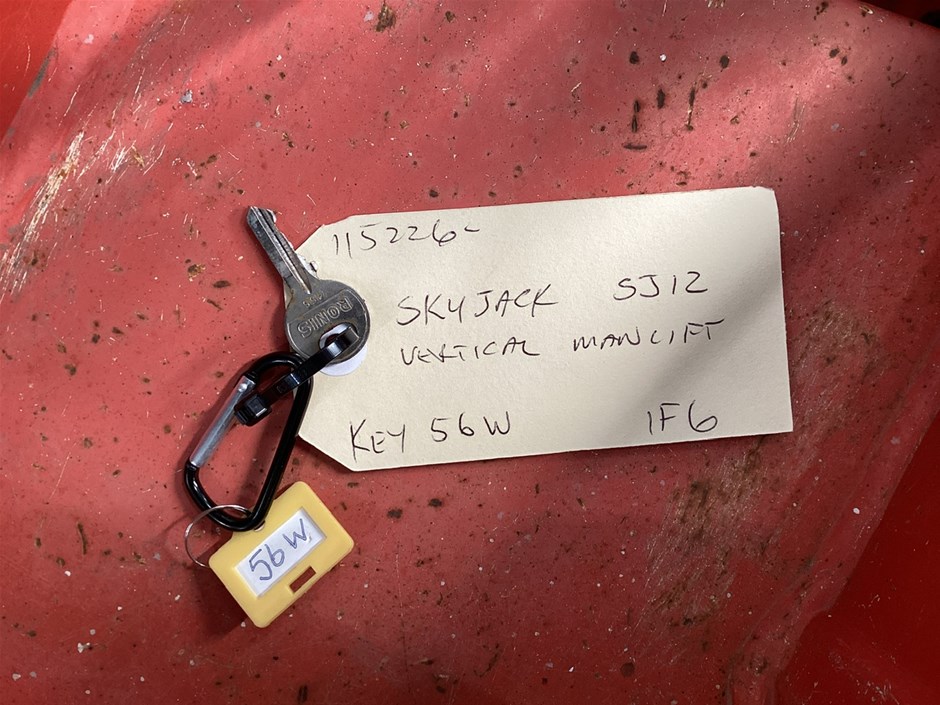 115226-
SKYJACK SJ12
VERTICAL MANLIFT
KEY 56W 1F6
RONIS
56W